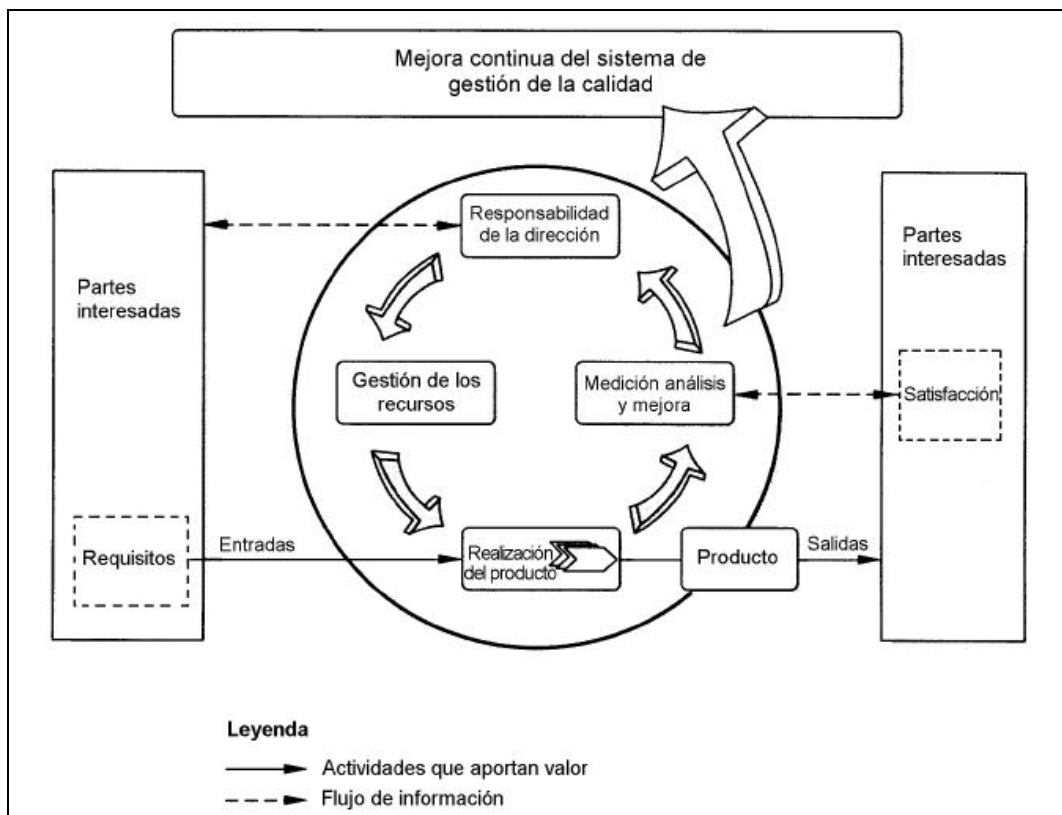 Mejora continua del sistema de
gestión de la calidad
Responsabilidad
de la dirección
Partes
interesadas
Partes
interesadas
Gestión de los
recursos
Medición análisis
y mejora
Satisfacción
Requisitos
Entradas
Realización
del producto
Producto
Salidas
Leyenda
Actividades que aportan valor
Flujo de información